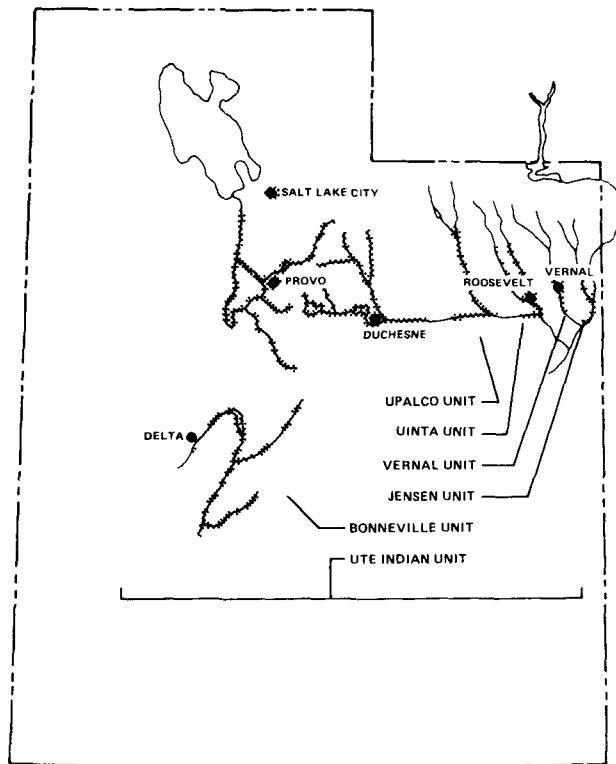 SALT LAKE CITY
PROVO
ROOSEVELT
VERNAL
DUCHESNE
UPALCO UNIT
UINTA UNIT
DELTA
VERNAL UNIT
JENSEN UNIT
BONNEVILLE UNIT
UTE INDIAN UNIT